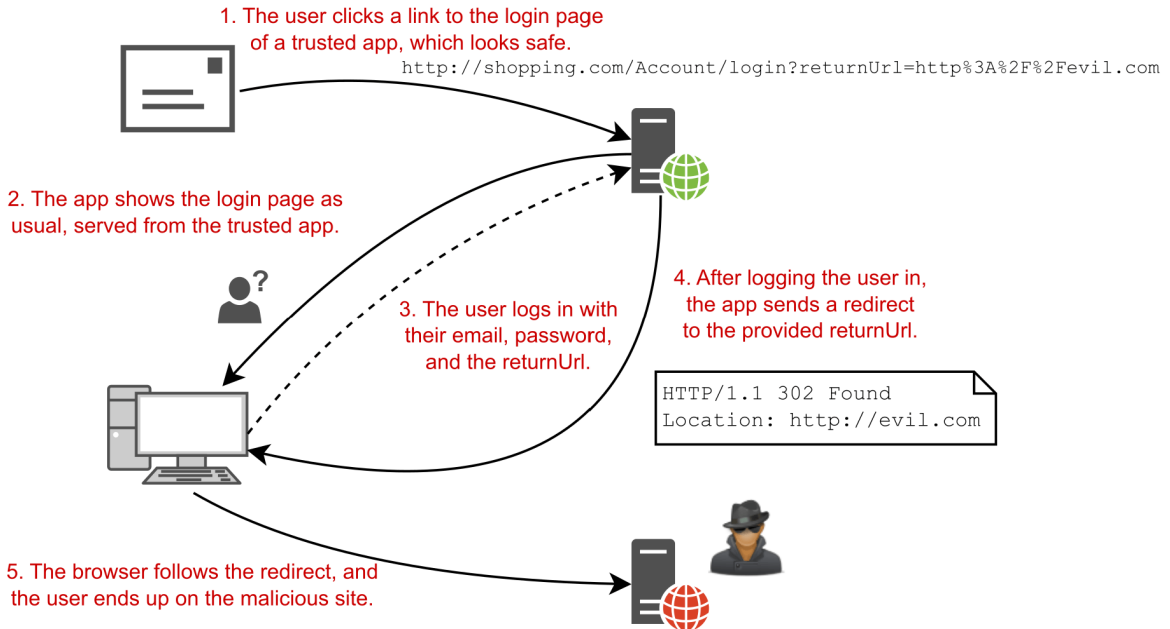 1. The user clicks a link to the login page
of a trusted app, which looks safe.
http://shopping.com/Account/login?returnUrl=http%3A%2F%2Fevil.com
2. The app shows the login page as
usual, served from the trusted app.
?
3. The user logs in with
their email, password,
and the returnUrl.
4. After logging the user in,
the app sends a redirect
to the provided returnUrl.
HTTP/1.1 302 Found
Location: http://evil.com
5. The browser follows the redirect, and
the user ends up on the malicious site.